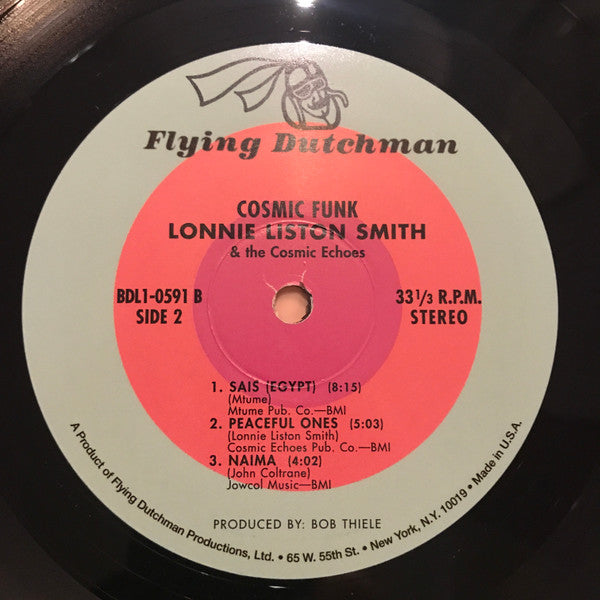 Flying Dutchman
COSMIC FUNK
LONNIE LISTON SMITH
& the Cosmic Echoes
BDL1-0591 B
SIDE 2
33 1/3 R.P.M.
STEREO
1. SAIS (EGYPT) (8:15)
(Mtume)
Mtume Pub. Co.—BMI
2. PEACEFUL ONES (5:03)
(Lonnie Liston Smith)
Cosmic Echoes Pub.—BMI
3. NAIMA (4:02)
(John Coltrane)
Jowcol Music—BMI
PRODUCED BY: BOB THIELE
A Product of Flying Dutchman Productions, Ltd. • 65 W. 55th St. • New York, N.Y. 10019 • Made in U.S.A.